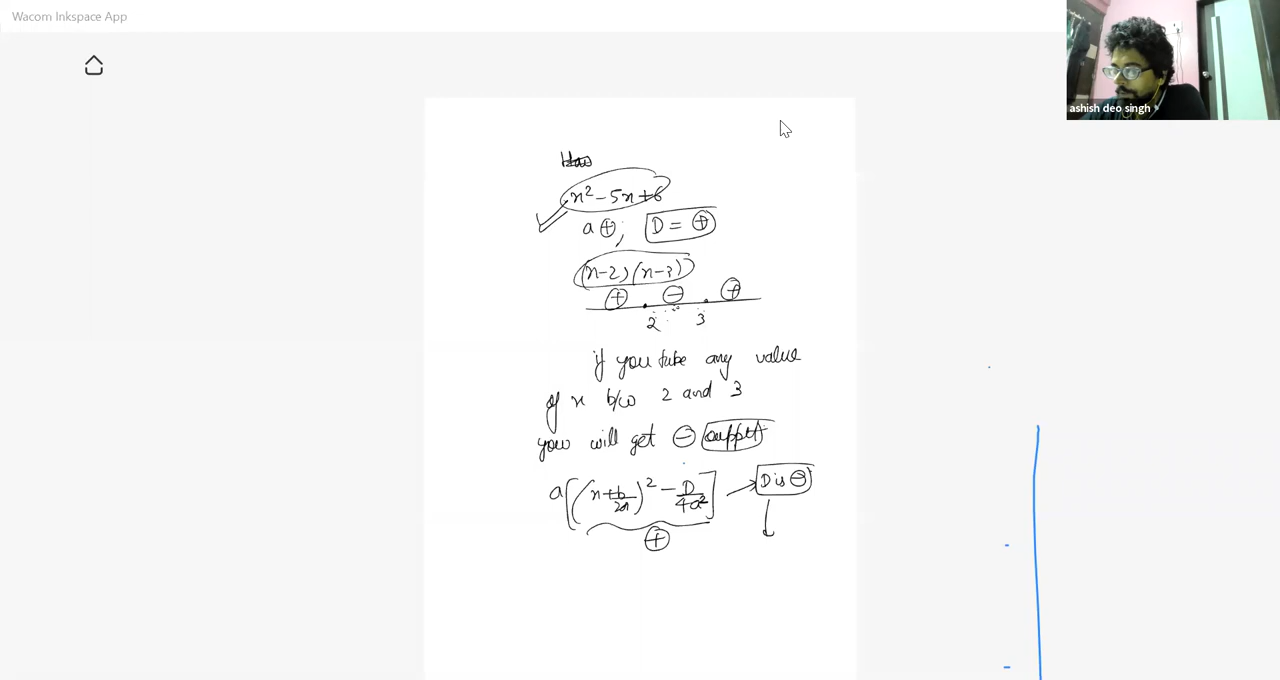 Wacom Inkspace App
ashish deo singh
x² - 5x + 6
a ⊕ ; D = ⊕
(x-2)(x-3)
⊕ ⊖ ⊕
2 3
if you take any value
of x b/w 2 and 3
you will get ⊖ output
a[(x + b/2a)² - D/4a²] → D is ⊖
⊕